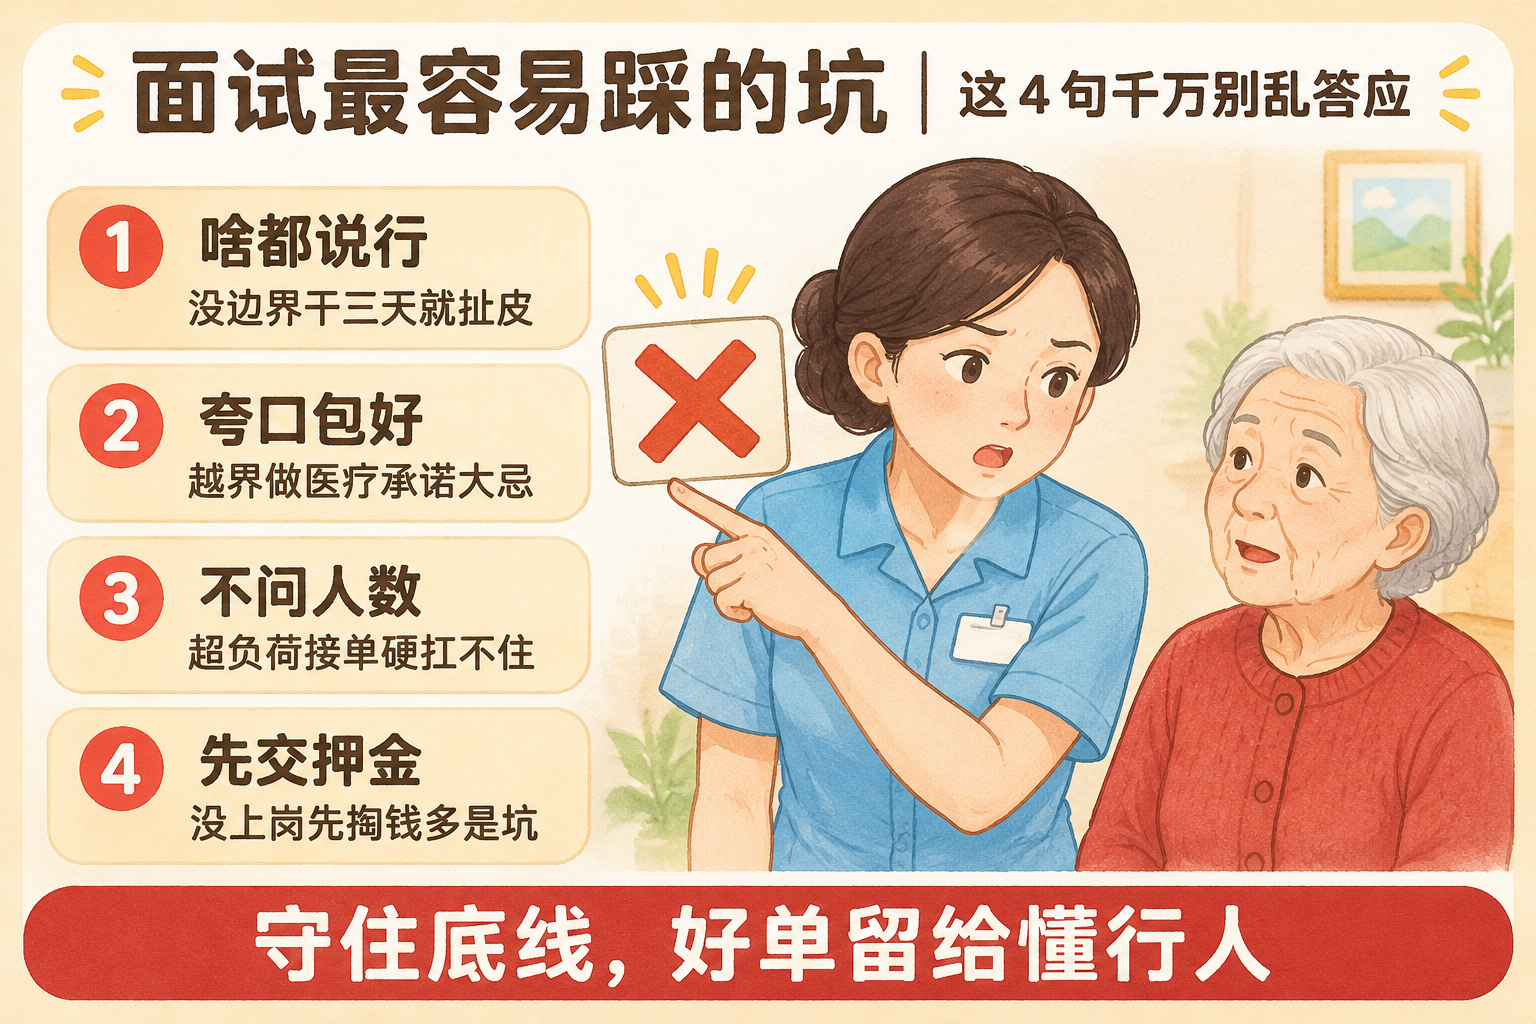 面试最容易踩的坑｜这4句千万别乱答应
1 啥都说行
没边界干三天就扯皮
2 夸口包好
越界做医疗承诺大忌
3 不问人数
超负荷接单硬扛不住
4 先交押金
没上岗先掏钱多是坑
守住底线，好单留给懂行人